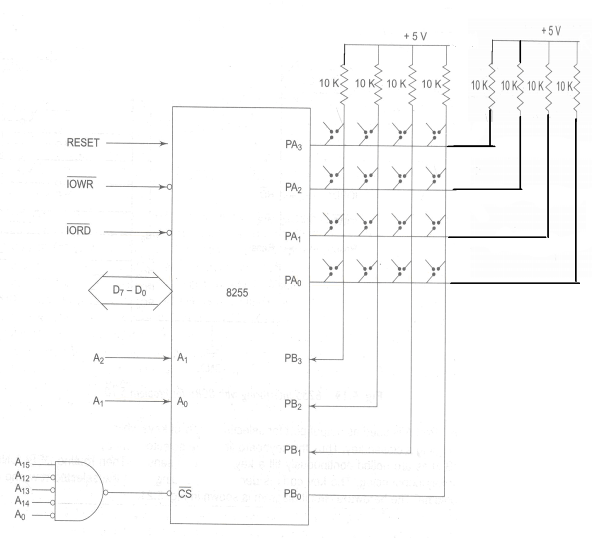 + 5 V
+ 5 V
10 K
10 K
10 K
10 K
10 K
10 K
10 K
10 K
RESET
PA3
IOWR
PA2
IORD
PA1
D7 – D0
8255
PA0
A2
A1
PB3
A1
A0
PB2
PB1
A15
A12
A13
A14
A0
CS
PB0